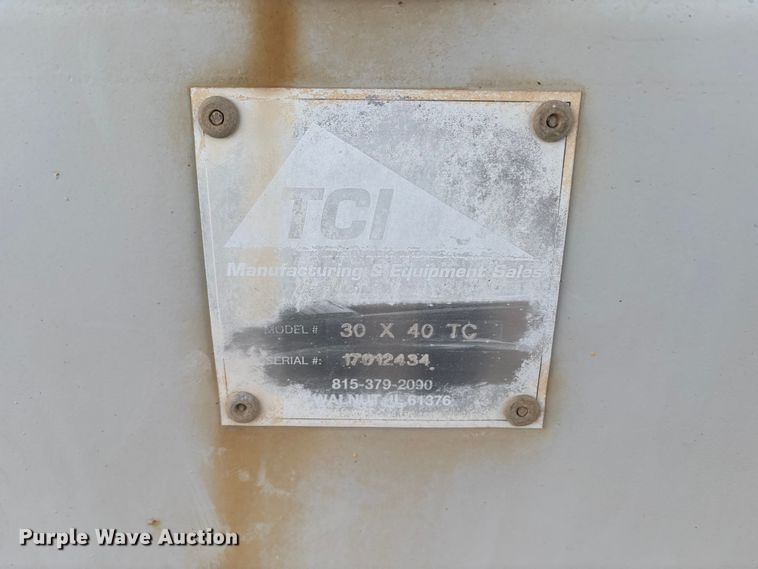 TCI
Manufacturing & Equipment Sales
MODEL # 30 X 40 TC
SERIAL #: 17012434
815-379-2090
WALNUT, IL 61376
Purple Wave Auction